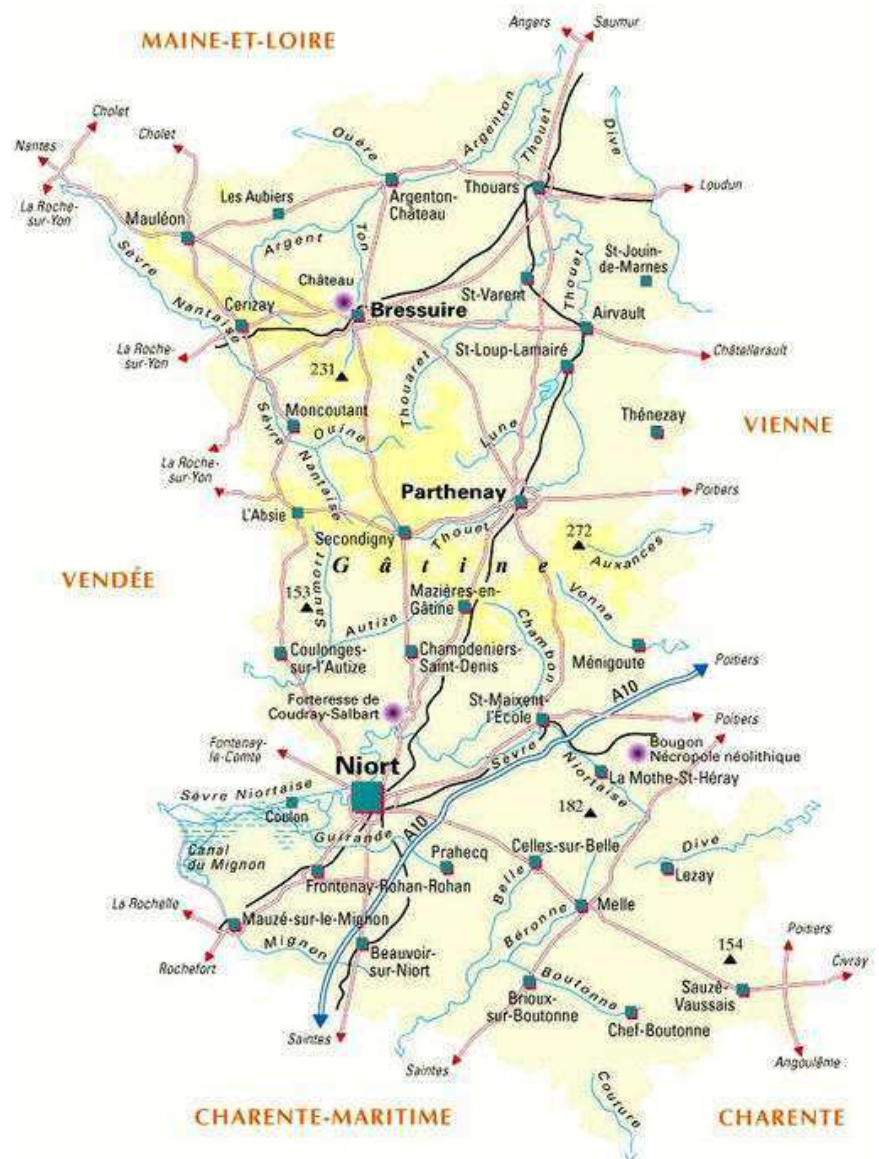 MAINE-ET-LOIRE
Angers
Saumur
Cholet
Cholet
Nantes
La Roche-
sur-Yon
Ouère
Argenton
Thouet
Dive
Loudun
Les Aubiers
Argenton-
Château
Thouars
Mauléon
Argent
Ton
St-Jouin-
de-Marnes
Sèvre
Nantaise
Château
St-Varent
Thouet
Cerizay
Bressuire
Airvault
La Roche-
sur-Yon
231
St-Loup-Lamairé
Châtellerault
Thouaret
Moncoutant
Sèvre
Nantaise
Ouine
Lune
Thénezay
VIENNE
La Roche-
sur-Yon
Parthenay
Poitiers
L'Absie
Secondigny
Thouet
272
Auxances
Gâtine
VENDÉE
153
Saumort
Mazières-en-
Gâtine
Vonne
Autize
Chambon
Coulonges-
sur-l'Autize
Champdeniers-
Saint-Denis
Ménigoute
Poitiers
A10
Forteresse de
Coudray-Salbart
St-Maixent-
l'Ecole
Poitiers
Fontenay-
le-Comte
Niort
Sèvre
Niortaise
Bougon
Nécropole néolithique
La Mothe-St-Héray
Sèvre Niortaise
Coulon
182
Guirande
A10
Canal
du Mignon
Prahecq
Celles-sur-Belle
Dive
Lezay
Frontenay-Rohan-Rohan
Belle
La Rochelle
Mauzé-sur-le-Mignon
Melle
Béronne
Rochefort
Mignon
Beauvoir-
sur-Niort
154
Poitiers
Civray
Boutonne
Brioux-
sur-Boutonne
Sauzé-
Vaussais
Chef-Boutonne
Saintes
Saintes
Angoulême
Couture
CHARENTE-MARITIME
CHARENTE